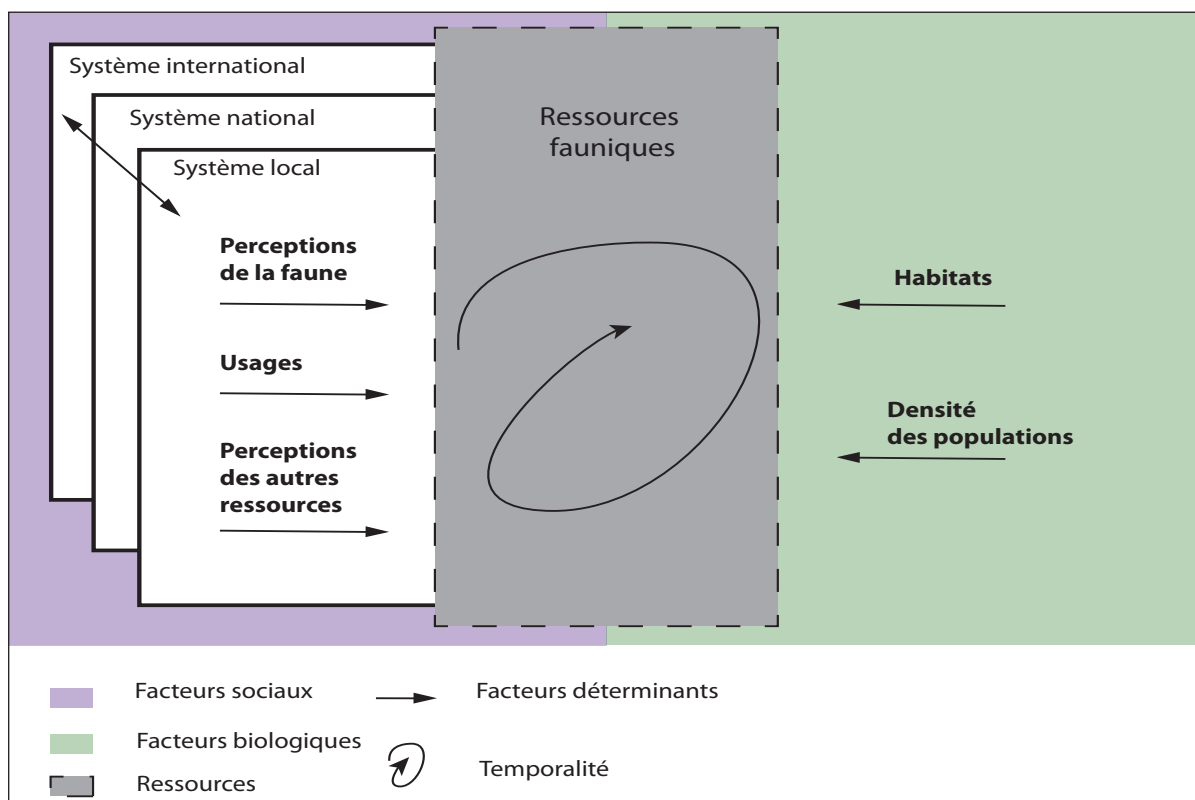 Système international
Système national
Système local
Perceptions
de la faune
Usages
Perceptions
des autres
ressources
Ressources
fauniques
Habitats
Densité
des populations
Facteurs sociaux
Facteurs déterminants
Facteurs biologiques
Temporalité
Ressources